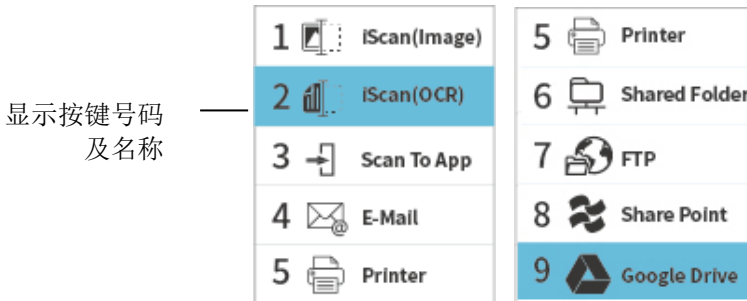 显示按键号码
及名称
1 iScan(Image)
2 iScan(OCR)
3 Scan To App
4 E-Mail
5 Printer
5 Printer
6 Shared Folder
7 FTP
8 Share Point
9 Google Drive